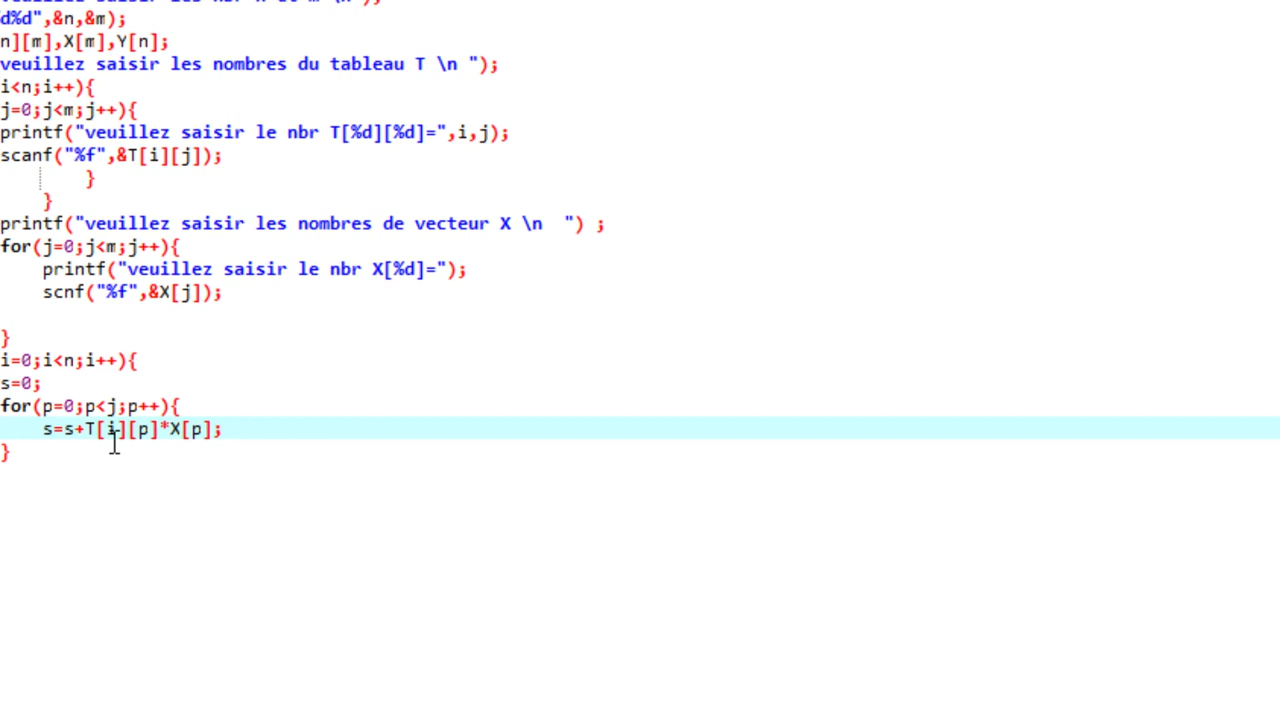 d%d",&n,&m);
n][m],X[m],Y[n];
veuillez saisir les nombres du tableau T \n ");
i<n;i++){
j=0;j<m;j++){
printf("veuillez saisir le nbr T[%d][%d]=",i,j);
scanf("%f",&T[i][j]);
}
}
printf("veuillez saisir les nombres de vecteur X \n  ") ;
for(j=0;j<m;j++){
printf("veuillez saisir le nbr X[%d]=");
scnf("%f",&X[j]);
}
i=0;i<n;i++){
s=0;
for(p=0;p<j;p++){
s=s+T[i][p]*X[p];
}